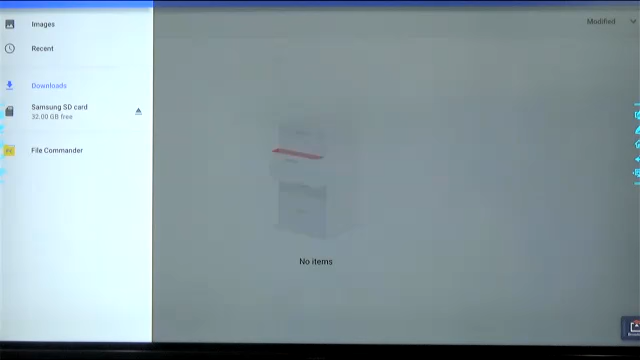 Images
Modified
Recent
Downloads
Samsung SD card
32.00 GB free
File Commander
No items